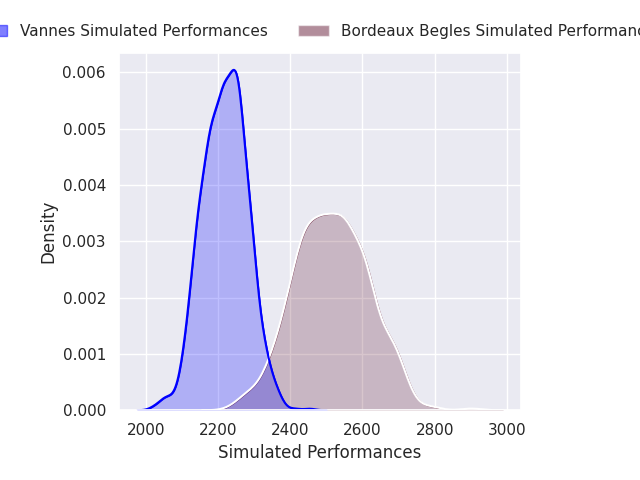 Vannes Simulated Performances
Bordeaux Begles Simulated Performanc
0.006
0.005
0.004
0.003
0.002
0.001
0.000
Density
2000 2200 2400 2600 2800 3000
Simulated Performances